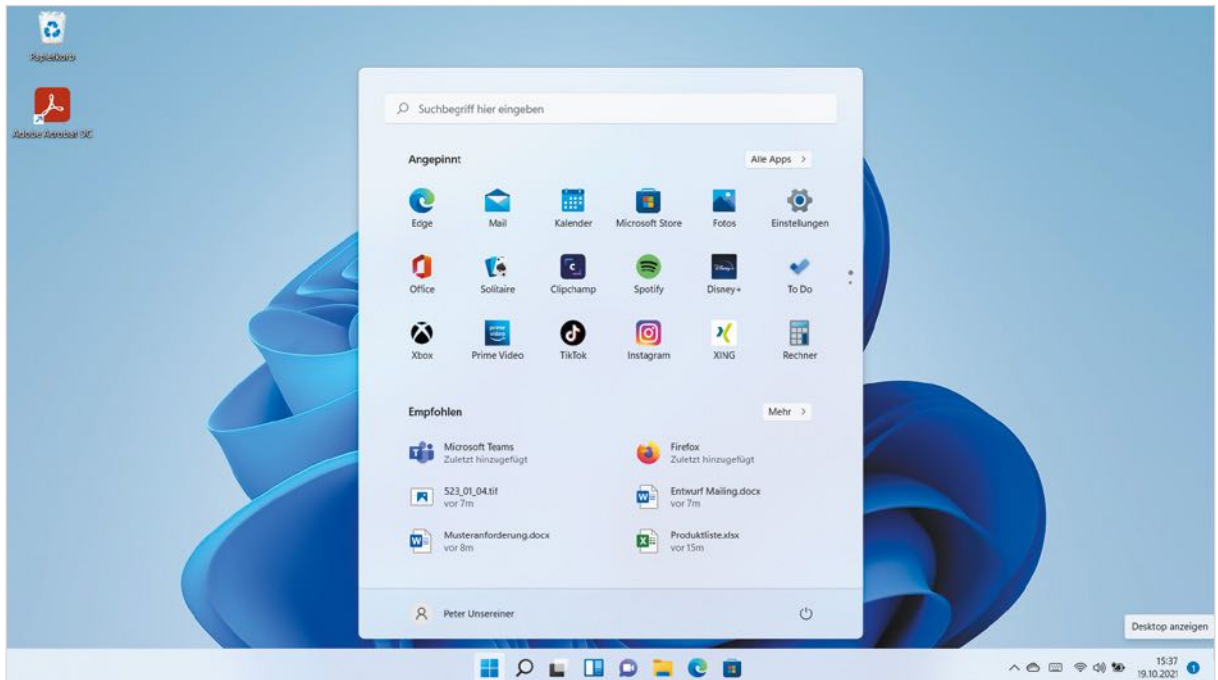 Papierkorb
Adobe Acrobat DC
Suchbegriff hier eingeben
Angepinnt
Alle Apps
Edge
Mail
Kalender
Microsoft Store
Fotos
Einstellungen
Office
Solitaire
Clipchamp
Spotify
Disney+
To Do
Xbox
prime video
Prime Video
TikTok
Instagram
XING
Rechner
Empfohlen
Mehr
Microsoft Teams
Zuletzt hinzugefügt
Firefox
Zuletzt hinzugefügt
523_01_04.tif
vor 7m
Entwurf Mailing.docx
vor 7m
Musteranforderung.docx
vor 8m
Produktliste.xlsx
vor 15m
Peter Unsereiner
Desktop anzeigen
15:37
19.10.2021
1